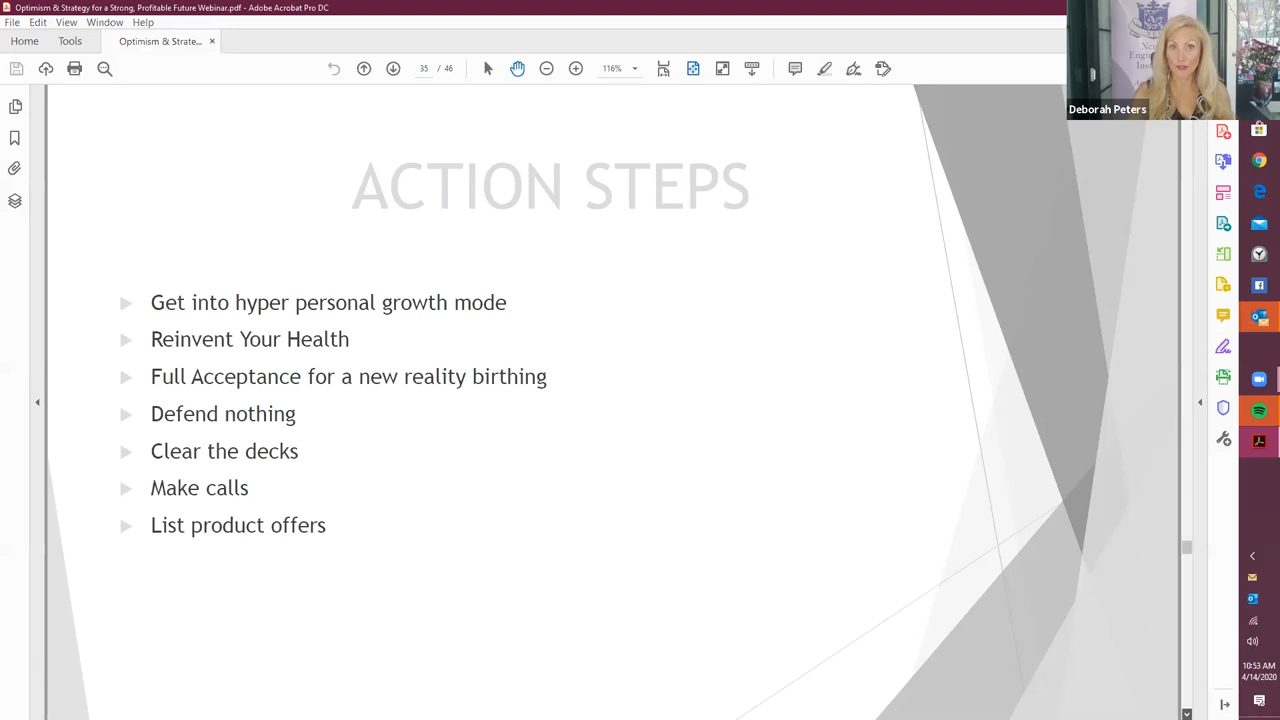 Optimism & Strategy for a Strong, Profitable Future Webinar.pdf - Adobe Acrobat Pro DC
File Edit View Window Help
Home Tools Optimism & Strate... ×
35 / 46 116%
Deborah Peters
ACTION STEPS
Get into hyper personal growth mode
Reinvent Your Health
Full Acceptance for a new reality birthing
Defend nothing
Clear the decks
Make calls
List product offers
10:53 AM
4/14/2020